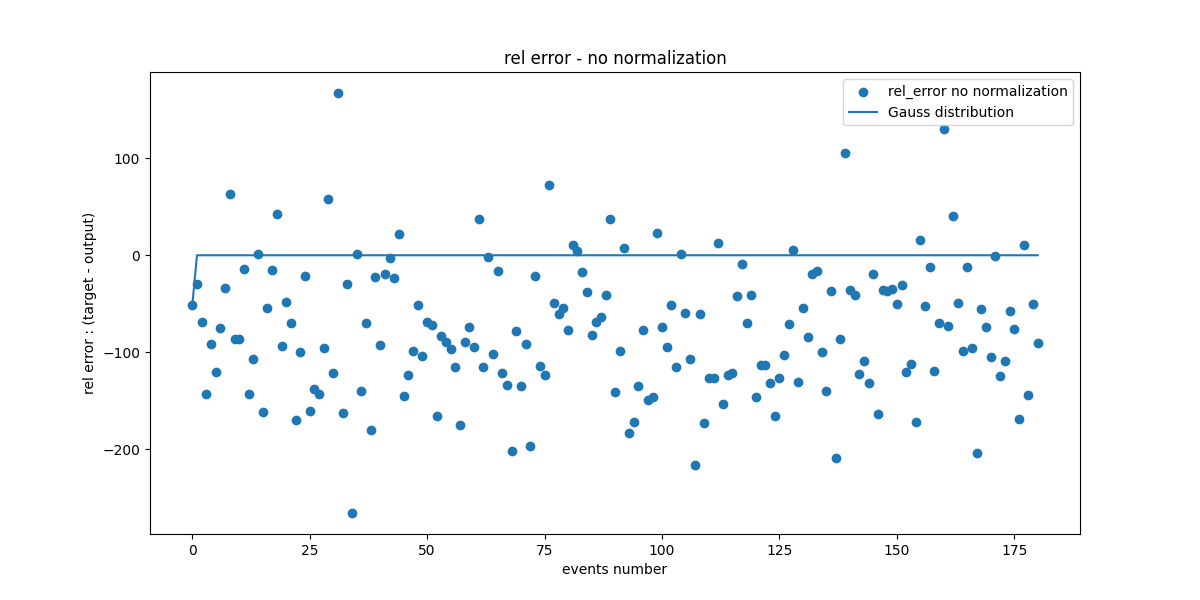 rel error - no normalization
rel_error no normalization
Gauss distribution
rel error : (target - output)
100
0
−100
−200
0
25
50
75
100
125
150
175
events number